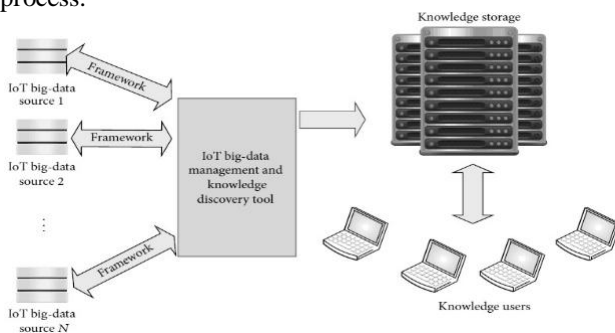 process.
Knowledge storage
Framework
IoT big-data
source 1
Framework
IoT big-data
source 2
IoT big-data
management and
knowledge
discovery tool
⋮
Framework
IoT big-data
source N
Knowledge users